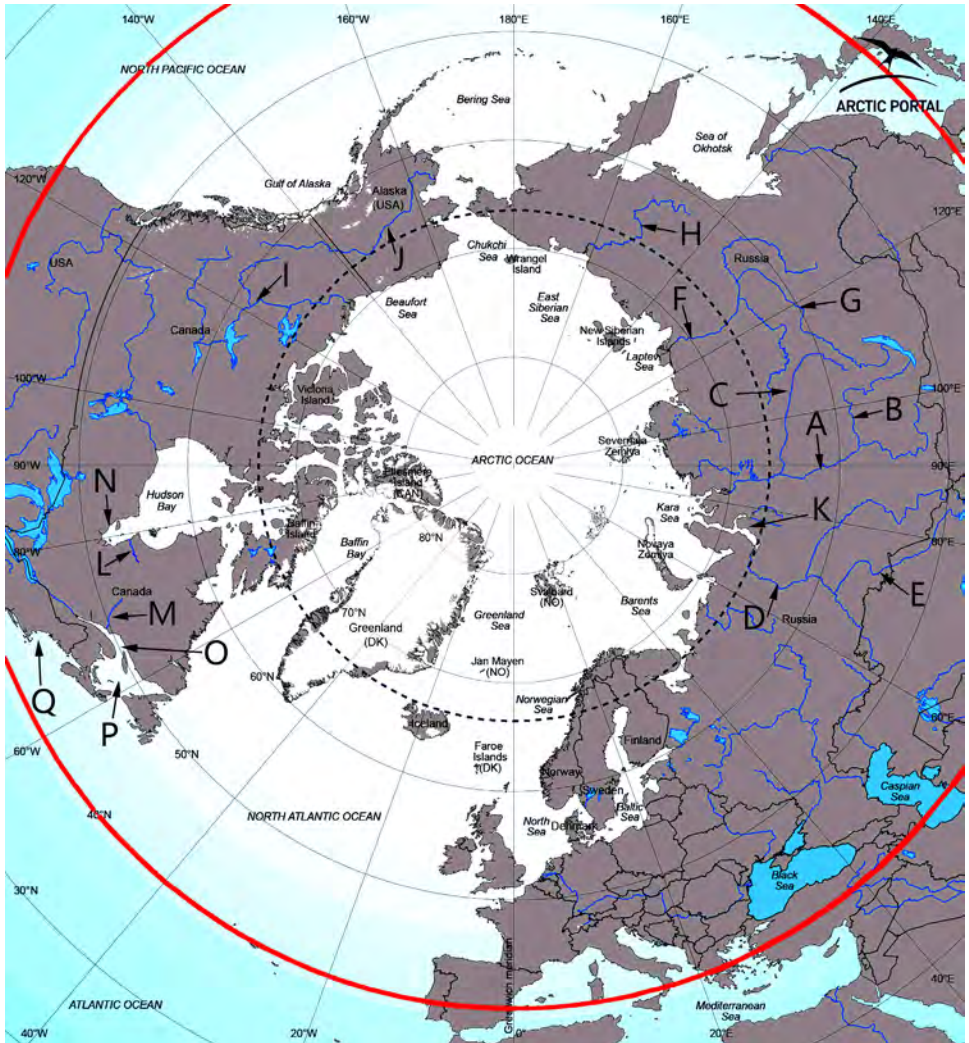 140°W
160°W
180°E
160°E
140°E
NORTH PACIFIC OCEAN
Bering Sea
ARCTIC PORTAL
Sea of
Okhotsk
120°W
Gulf of Alaska
Alaska
(USA)
120°E
H
J
Chukchi
Sea
Wrangel
Island
USA
Russia
I
F
G
Beaufort
Sea
East
Siberian
Sea
Canada
New Siberian
Islands
Laptev
Sea
100°W
Victoria
Island
C
A
B
100°E
Severnaja
Zemlya
90°W
ARCTIC OCEAN
90°E
Ellesmere
Island
(CAN)
N
Hudson
Bay
Kara
Sea
K
Baffin
Island
Baffin
Bay
80°N
Novaya
Zemlya
80°W
80°E
L
Canada
Svalbard
(NO)
Barents
Sea
D
E
M
70°N
Greenland
(DK)
Greenland
Sea
Russia
O
Jan Mayen
(NO)
60°N
Norwegian
Sea
60°E
Q
P
Iceland
60°W
50°N
Faroe
Islands
(DK)
Finland
Norway
Sweden
Caspian
Sea
40°N
NORTH ATLANTIC OCEAN
North
Sea
Baltic
Sea
Denmark
Black
Sea
30°N
Greenwich meridian
ATLANTIC OCEAN
Mediterranean
Sea
40°E
40°W
20°W
0°W
20°E